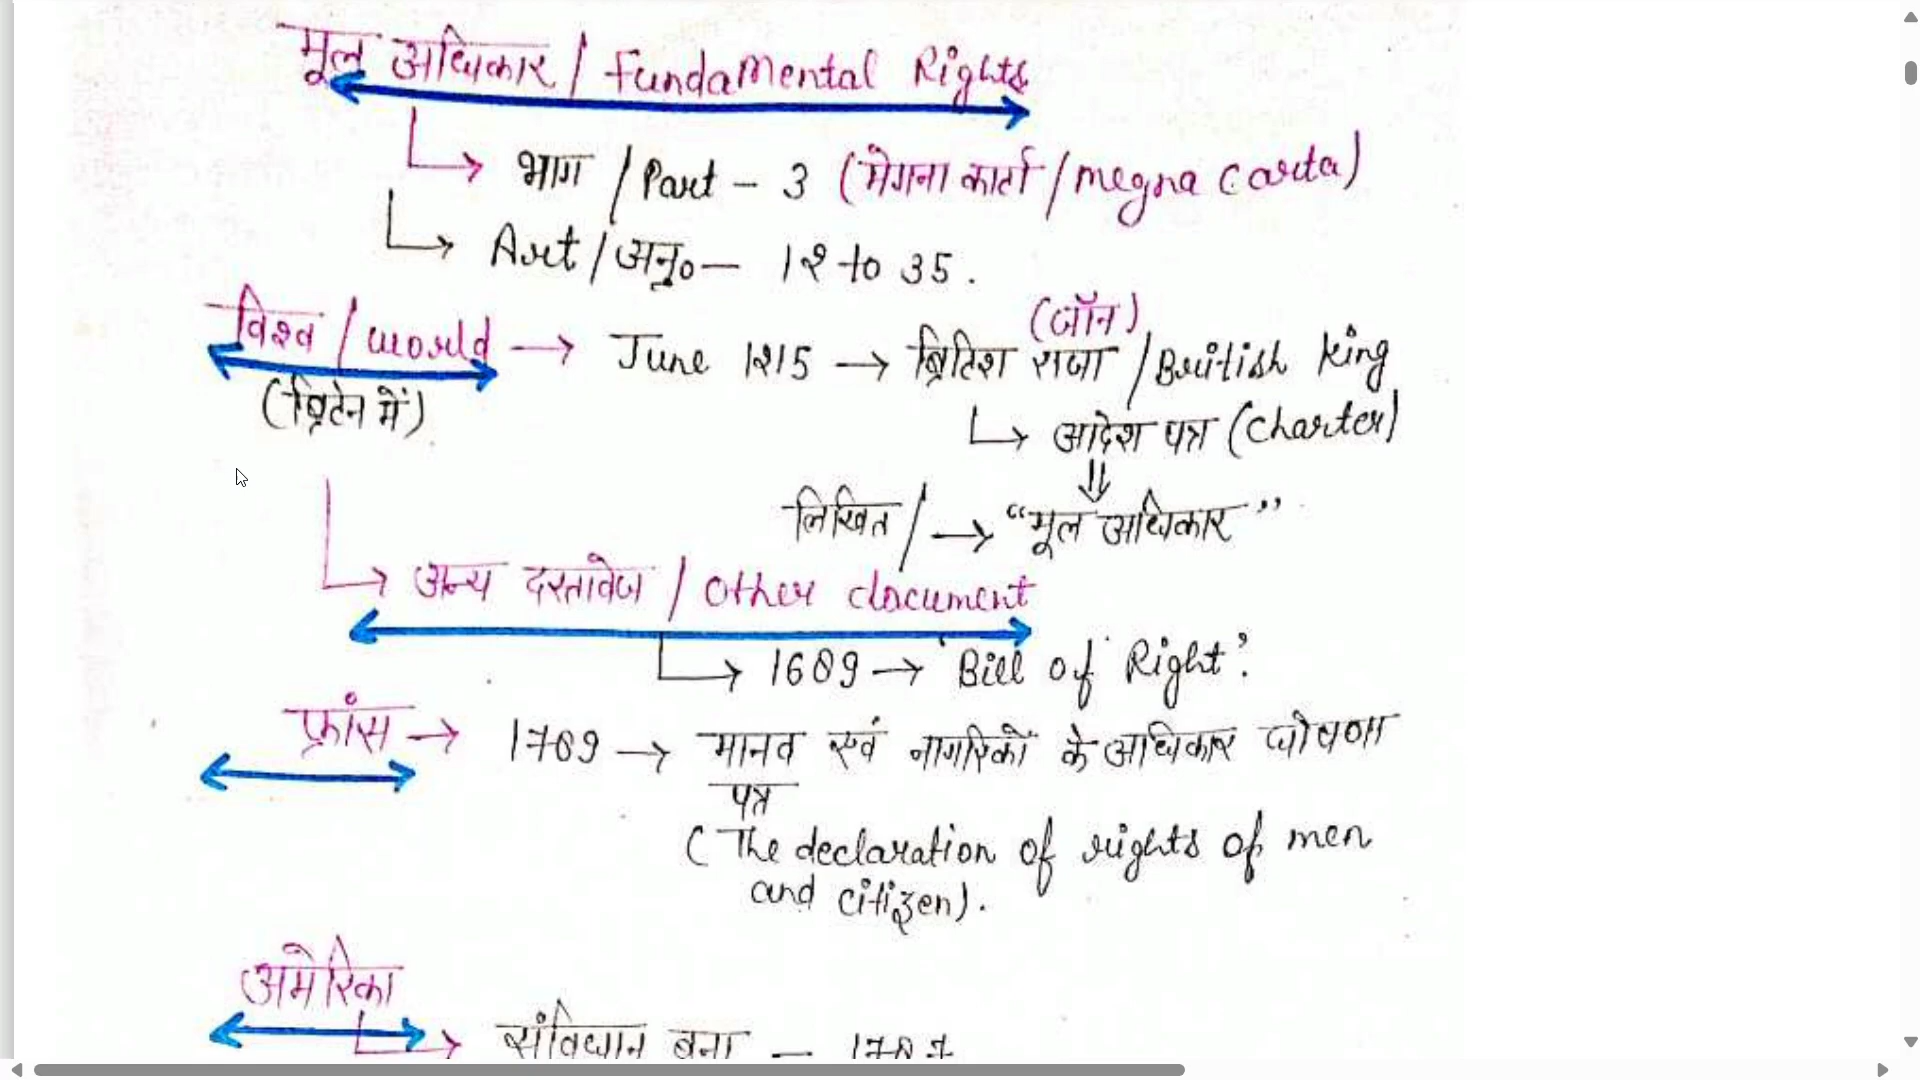 मूल अधिकार / Fundamental Rights
भाग / Part - 3 (मेगना कार्ता / Megna Carta)
Art / अनु० - 12 to 35.
(जॉन)
विश्व / world → June 1215 → ब्रिटिश राजा / British King
(ब्रिटेन में)
आदेश पत्र (Charter)
लिखित / → “मूल अधिकार”
अन्य दस्तावेज / Other document
1689 → 'Bill of Right'.
फ्रांस → 1789 → मानव एवं नागरिकों के अधिकार घोषणा
पत्र
( The declaration of rights of men
and citizen).
अमेरिका
संविधान बना - 1787